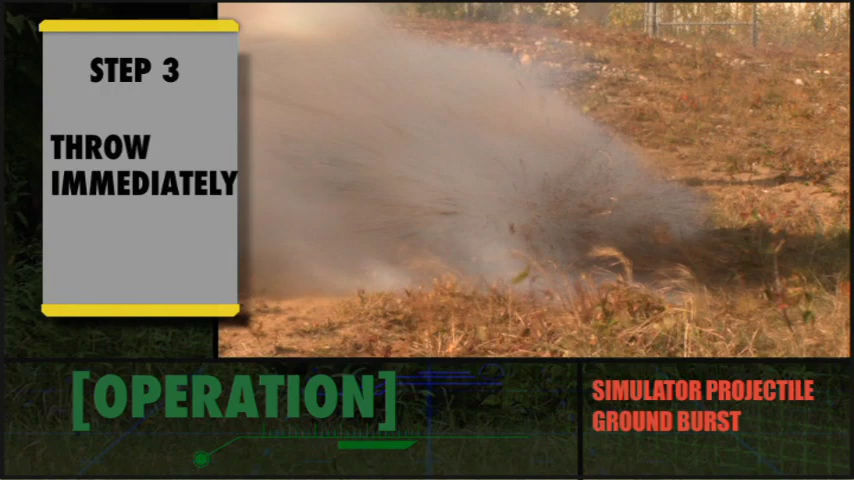 STEP 3
THROW
IMMEDIATELY
[OPERATION]
SIMULATOR PROJECTILE
GROUND BURST